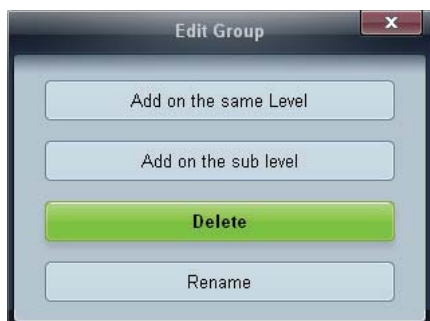 Edit Group
x
Add on the same Level
Add on the sub level
Delete
Rename